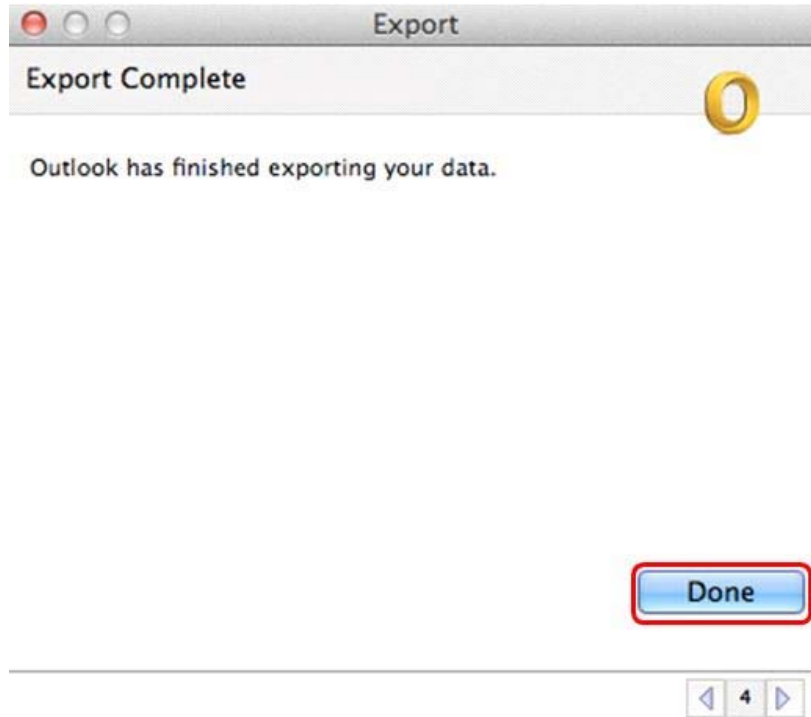 Export
Export Complete
Outlook has finished exporting your data.
Done
4